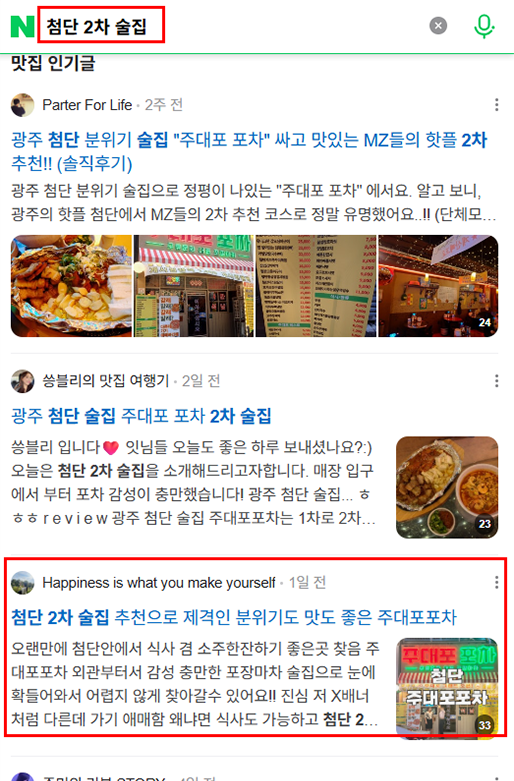 N 첨단 2차 술집
맛집 인기글
Parter For Life · 2주 전
광주 첨단 분위기 술집 "주대포 포차" 싸고 맛있는 MZ들의 핫플 2차
추천!! (솔직후기)
광주 첨단 분위기 술집으로 정평이 나있는 "주대포 포차" 에서요. 알고 보니,
광주의 핫플 첨단에서 MZ들의 2차 추천 코스로 정말 유명했어요..!! (단체모...
주대포 포차
24
쏭블리의 맛집 여행기 · 2일 전
광주 첨단 술집 주대포 포차 2차 술집
쏭블리 입니다❤ 잇님들 오늘도 좋은 하루 보내셨나요?:)
오늘은 첨단 2차 술집을 소개해드리고자합니다. 매장 입구
에서 부터 포차 감성이 충만했습니다! 광주 첨단 술집... ㅎ
ㅎㅎ r e v i e w 광주 첨단 술집 주대포포차는 1차로 2차...
23
Happiness is what you make yourself · 1일 전
첨단 2차 술집 추천으로 제격인 분위기도 맛도 좋은 주대포포차
오랜만에 첨단안에서 식사 겸 소주한잔하기 좋은곳 찾음 주
대포포차 외관부터서 감성 충만한 포장마차 술집으로 눈에
확들어와서 어렵지 않게 찾아갈수 있어요!! 진심 저 X배너
처럼 다른데 가기 애매함 왜냐면 식사도 가능하고 첨단 2...
주대포 포차
첨단
주대포포차
33